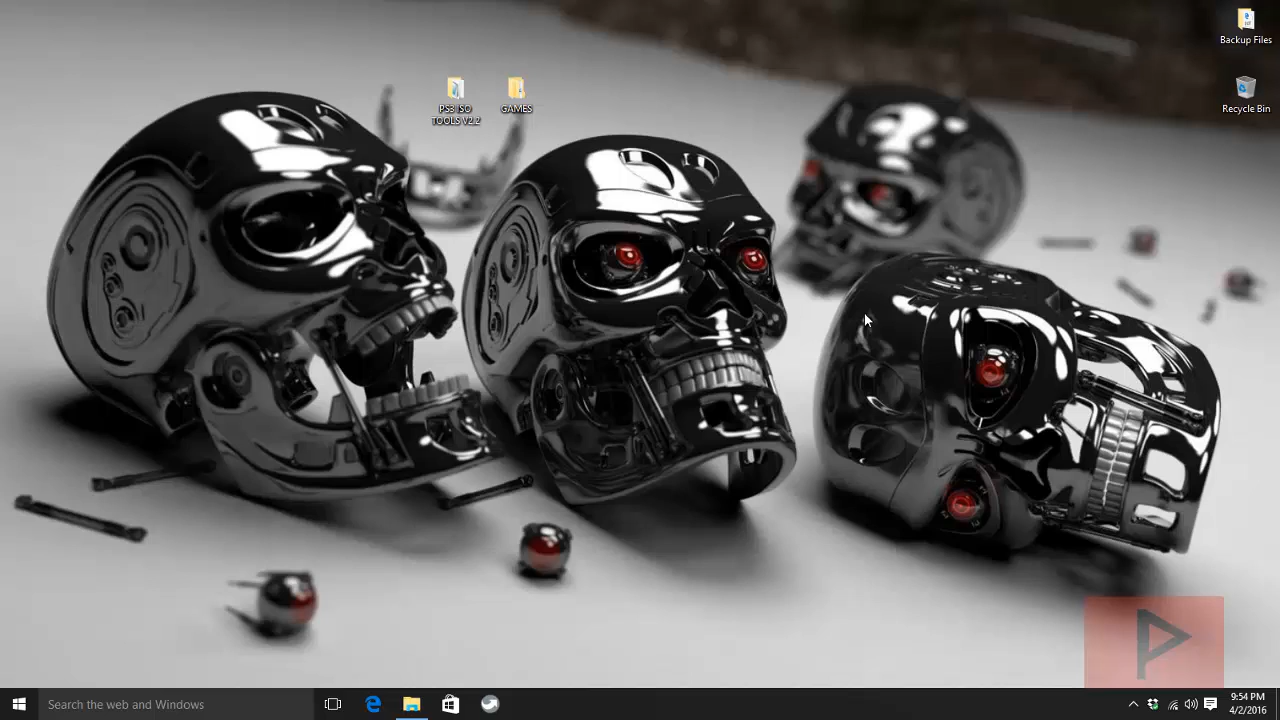 Backup Files
PS3 ISO
TOOLS V2.2
GAMES
Recycle Bin
Search the web and Windows
9:54 PM
4/2/2016